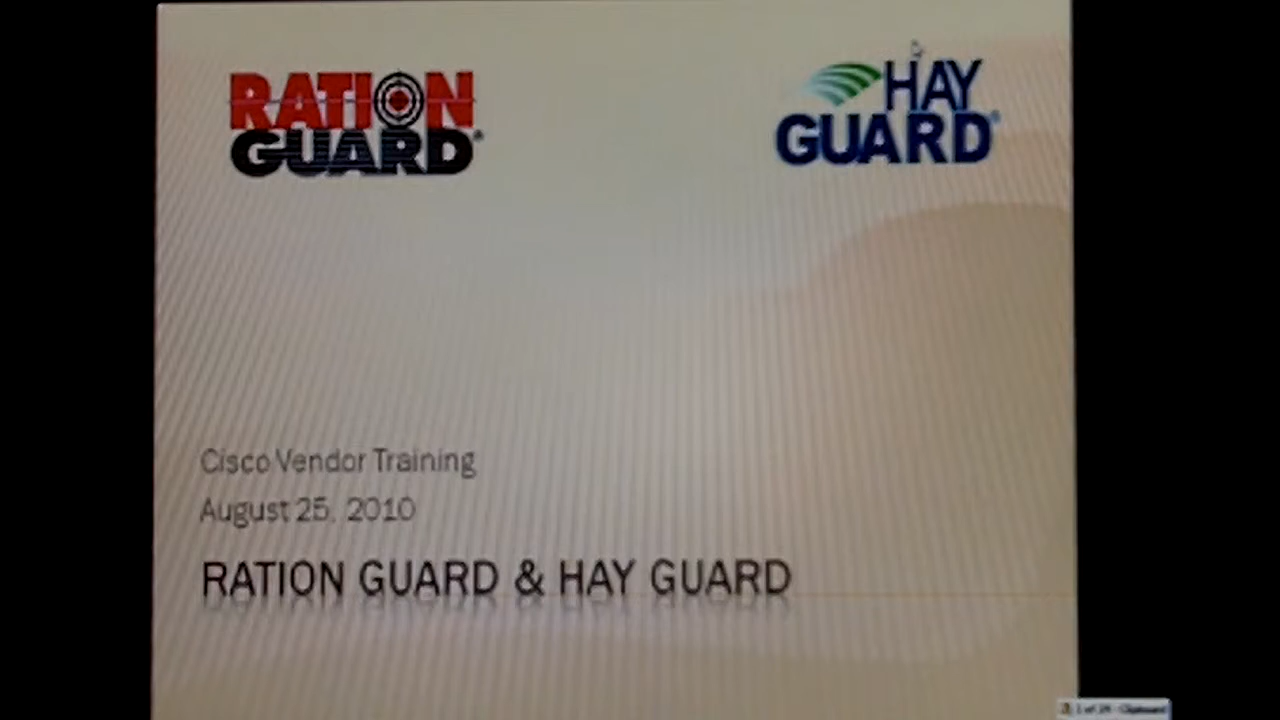 RATION
GUARD®
HAY
GUARD®
Cisco Vendor Training
August 25, 2010
RATION GUARD & HAY GUARD